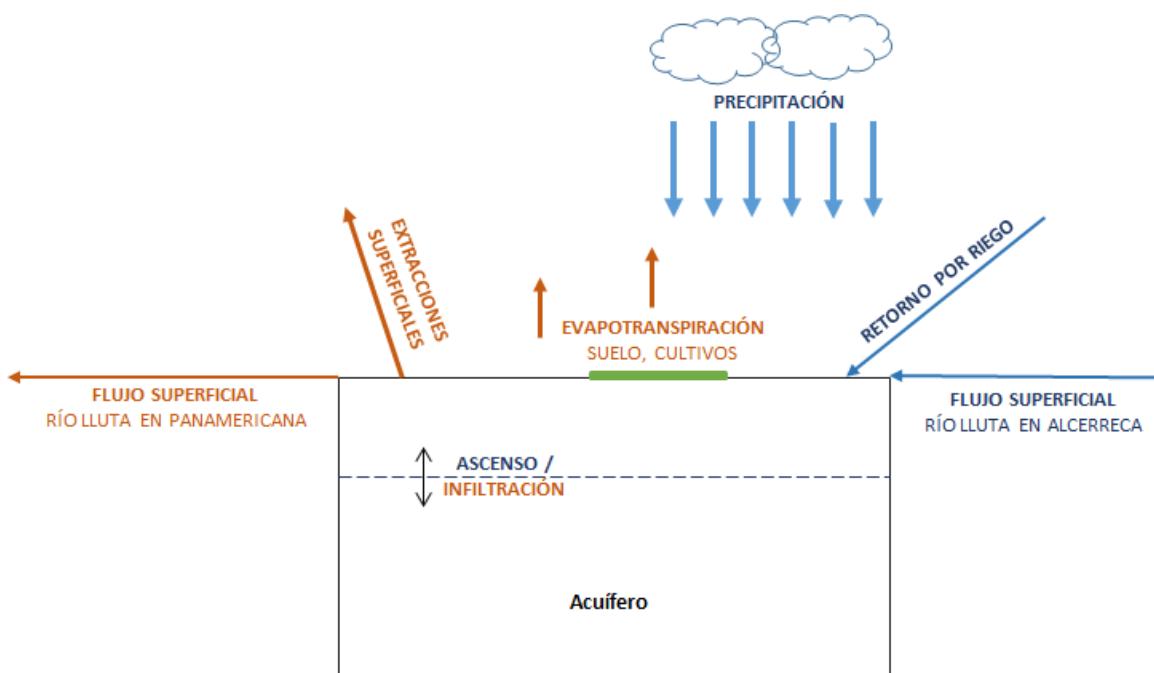 PRECIPITACIÓN
EXTRACCIONES
SUPERFICIALES
RETORNO POR RIEGO
EVAPOTRANSPIRACIÓN
SUELO, CULTIVOS
FLUJO SUPERFICIAL
RÍO LLUTA EN PANAMERICANA
FLUJO SUPERFICIAL
RÍO LLUTA EN ALCERRECA
ASCENSO /
INFILTRACIÓN
Acuífero